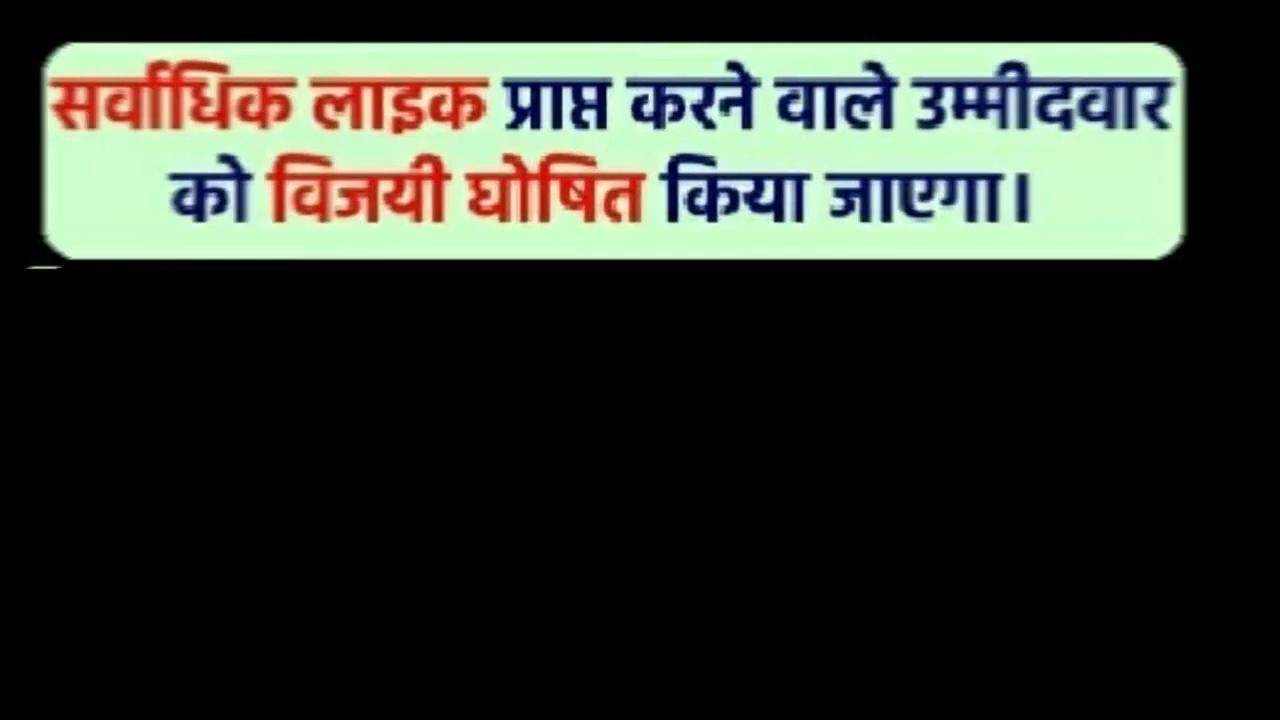 सर्वाधिक लाइक प्राप्त करने वाले उम्मीदवार
को विजयी घोषित किया जाएगा।